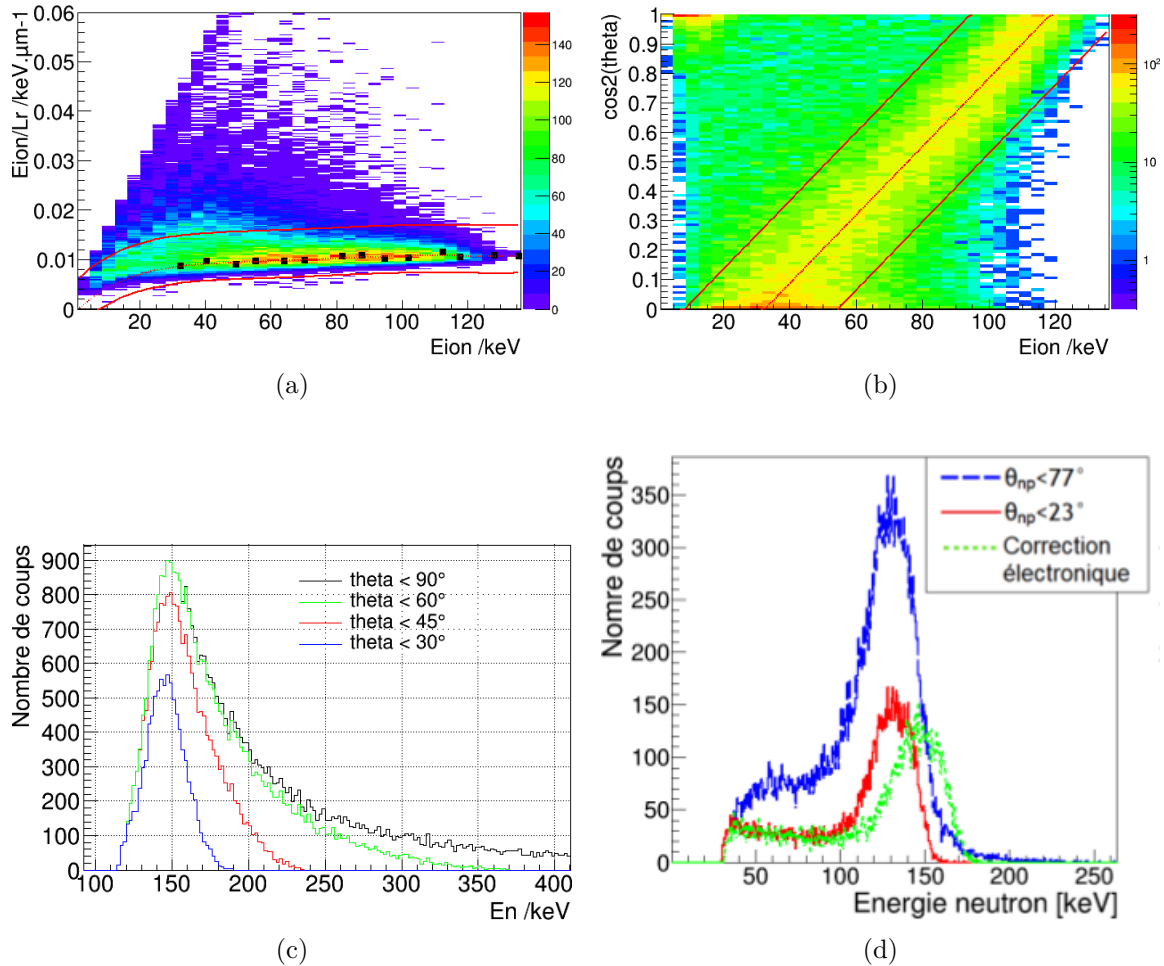 Eion/Lr /keV.µm-1
0.06
0.05
0.04
0.03
0.02
0.01
0
20 40 60 80 100 120
Eion /keV
140
120
100
80
60
40
20
0
(a)
cos2(theta)
1
0.9
0.8
0.7
0.6
0.5
0.4
0.3
0.2
0.1
0
20 40 60 80 100 120
Eion /keV
10²
10
1
(b)
Nombre de coups
900
800
700
600
500
400
300
200
100
0
100 150 200 250 300 350 400
En /keV
theta < 90°
theta < 60°
theta < 45°
theta < 30°
(c)
Nomre de coups
350
300
250
200
150
100
50
0
50 100 150 200 250
Energie neutron [keV]
θnp<77°
θnp<23°
Correction
électronique
(d)